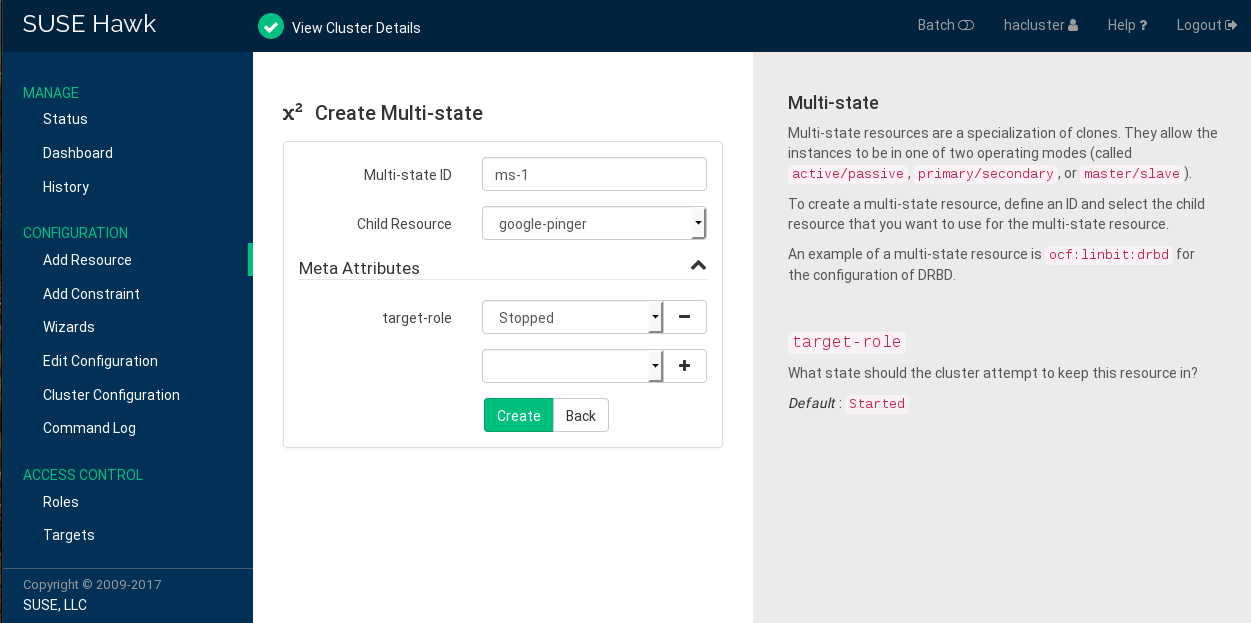 SUSE Hawk
View Cluster Details
Batch
hacluster
Help ?
Logout
MANAGE
Status
Dashboard
History
CONFIGURATION
Add Resource
Add Constraint
Wizards
Edit Configuration
Cluster Configuration
Command Log
ACCESS CONTROL
Roles
Targets
Copyright © 2009-2017
SUSE, LLC
x² Create Multi-state
Multi-state ID ms-1
Child Resource google-pinger
Meta Attributes
target-role Stopped
Create Back
Multi-state
Multi-state resources are a specialization of clones. They allow the
instances to be in one of two operating modes (called
active/passive, primary/secondary, or master/slave).
To create a multi-state resource, define an ID and select the child
resource that you want to use for the multi-state resource.
An example of a multi-state resource is ocf:linbit:drbd for
the configuration of DRBD.
target-role
What state should the cluster attempt to keep this resource in?
Default : Started